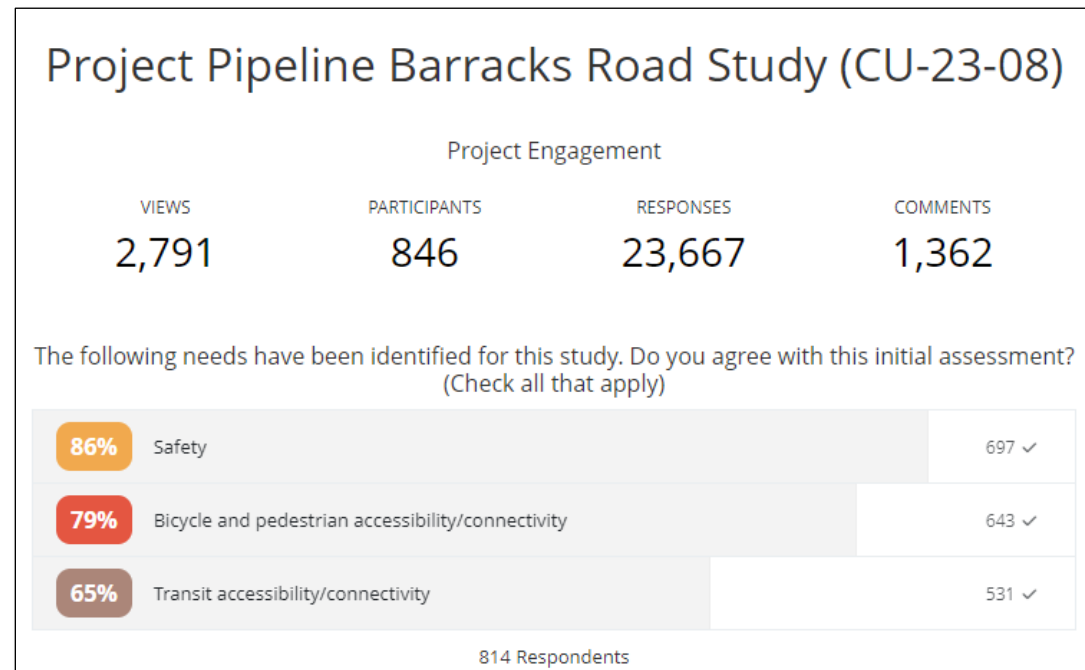 Project Pipeline Barracks Road Study (CU-23-08)
Project Engagement
VIEWS PARTICIPANTS RESPONSES COMMENTS
2,791 846 23,667 1,362
The following needs have been identified for this study. Do you agree with this initial assessment?
(Check all that apply)
86% Safety 697 ✓
79% Bicycle and pedestrian accessibility/connectivity 643 ✓
65% Transit accessibility/connectivity 531 ✓
814 Respondents